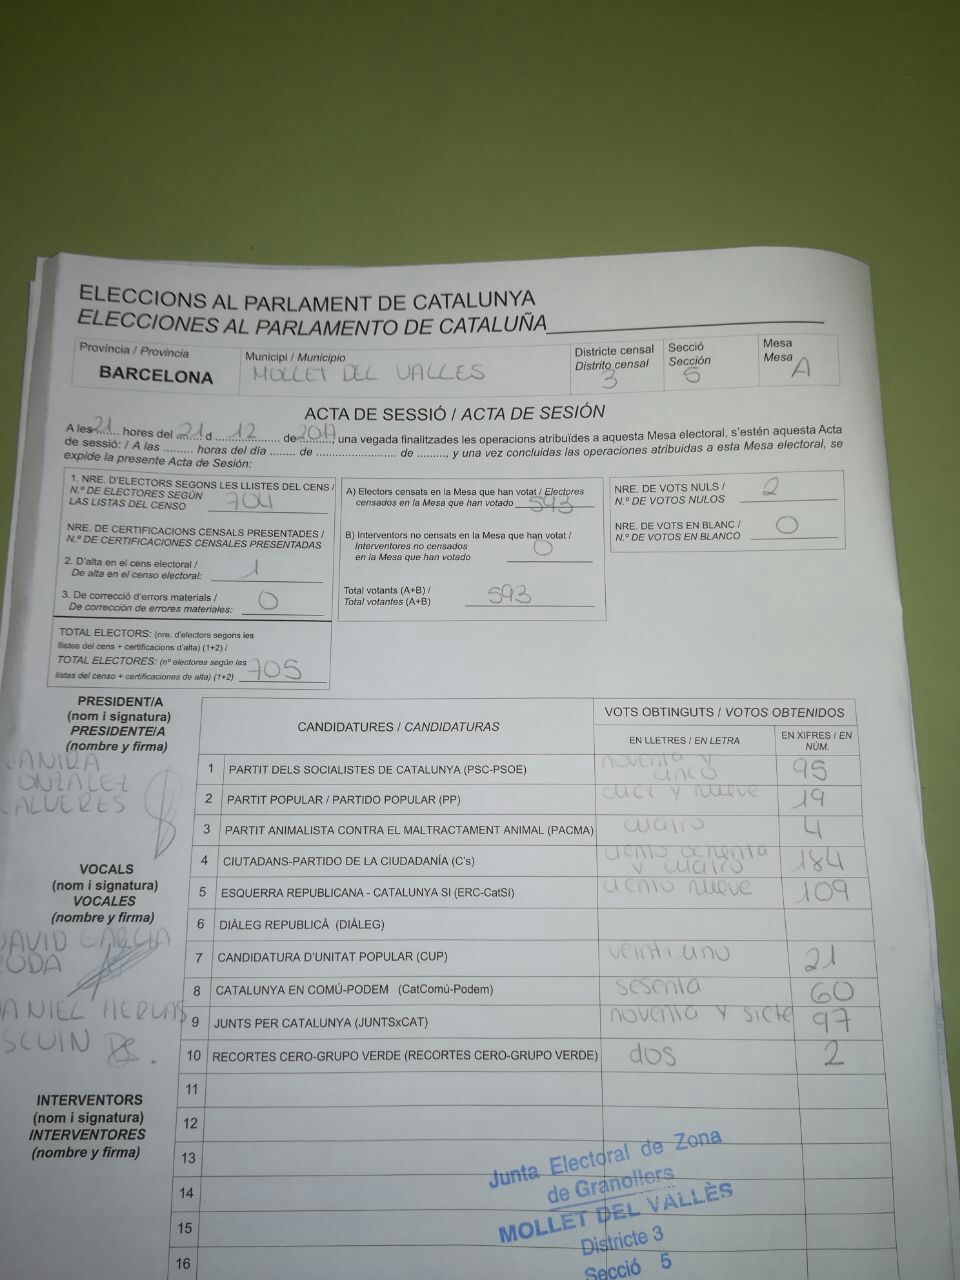 ELECCIONS AL PARLAMENT DE CATALUNYA
ELECCIONES AL PARLAMENTO DE CATALUÑA
Província / Provincia
BARCELONA
Municipi / Municipio
MOLLET DEL VALLES
Districte censal
Distrito censal
3
Secció
Sección
5
Mesa
Mesa
A
ACTA DE SESSIÓ / ACTA DE SESIÓN
A les 21 hores del 21 d 12 de 2017, una vegada finalitzades les operacions atribuïdes a aquesta Mesa electoral, s'estén aquesta Acta
de sessió: / A las ......... horas del día ........ de .................... de ........., y una vez concluidas las operaciones atribuidas a esta Mesa electoral, se
expide la presente Acta de Sesión:
1. NRE. D'ELECTORS SEGONS LES LLISTES DEL CENS /
N.º DE ELECTORES SEGÚN
LAS LISTAS DEL CENSO 704
NRE. DE CERTIFICACIONS CENSALS PRESENTADES /
N.º DE CERTIFICACIONES CENSALES PRESENTADAS
2. D'alta en el cens electoral /
De alta en el censo electoral: 1
3. De correcció d'errors materials /
De corrección de errores materiales: 0
TOTAL ELECTORS: (nre. d'electors segons les
llistes del cens + certificacions d'alta) (1+2) /
TOTAL ELECTORES: (nº electores según las
listas del censo + certificaciones de alta) (1+2) 705
A) Electors censats en la Mesa que han votat / Electores
censados en la Mesa que han votado 593
B) Interventors no censats en la Mesa que han votat /
Interventores no censados
en la Mesa que han votado 0
Total votants (A+B) /
Total votantes (A+B) 593
NRE. DE VOTS NULS /
N.º DE VOTOS NULOS 2
NRE. DE VOTS EN BLANC /
N.º DE VOTOS EN BLANCO 0
PRESIDENT/A
(nom i signatura)
PRESIDENTE/A
(nombre y firma)
VOCALS
(nom i signatura)
VOCALES
(nombre y firma)
DAVID GARCIA
INTERVENTORS
(nom i signatura)
INTERVENTORES
(nombre y firma)
CANDIDATURES / CANDIDATURAS
VOTS OBTINGUTS / VOTOS OBTENIDOS
EN LLETRES / EN LETRA
EN XIFRES / EN
NÚM.
1 PARTIT DELS SOCIALISTES DE CATALUNYA (PSC-PSOE) noventa y cinco 95
2 PARTIT POPULAR / PARTIDO POPULAR (PP) diez y nueve 19
3 PARTIT ANIMALISTA CONTRA EL MALTRACTAMENT ANIMAL (PACMA) cuatro 4
4 CIUTADANS-PARTIDO DE LA CIUDADANÍA (C's) ciento ochenta y cuatro 184
5 ESQUERRA REPUBLICANA - CATALUNYA SI (ERC-CatSí) ciento nueve 109
6 DIÀLEG REPUBLICÀ (DIÀLEG)
7 CANDIDATURA D'UNITAT POPULAR (CUP) veintiuno 21
8 CATALUNYA EN COMÚ-PODEM (CatComú-Podem) sesenta 60
9 JUNTS PER CATALUNYA (JUNTSxCAT) noventa y siete 97
10 RECORTES CERO-GRUPO VERDE (RECORTES CERO-GRUPO VERDE) dos 2
11
12
13
14
15
16
Junta Electoral de Zona
de Granollers
MOLLET DEL VALLÈS
Districte 3
Secció 5